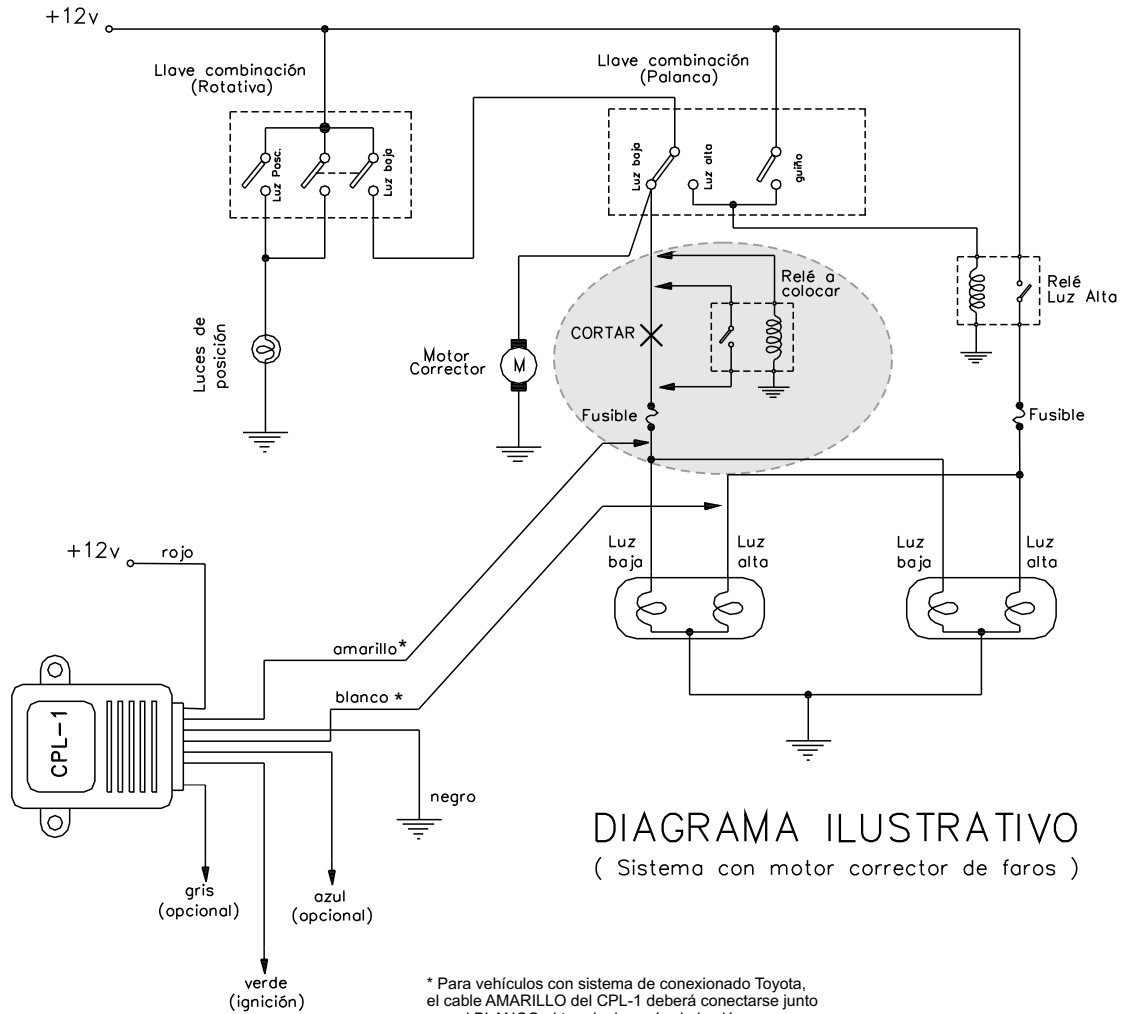 +12v
Llave combinación
(Rotativa)
Llave combinación
(Palanca)
Luz Posc.
Luz baja
Luz baja
Luz alta
guiño
Relé a
colocar
Relé
Luz Alta
CORTAR
Luces de
posición
Motor
Corrector
M
Fusible
Fusible
+12v
rojo
Luz
baja
Luz
alta
Luz
baja
Luz
alta
amarillo*
blanco *
CPL-1
negro
DIAGRAMA ILUSTRATIVO
( Sistema con motor corrector de faros )
gris
(opcional)
azul
(opcional)
verde
(ignición)
* Para vehículos con sistema de conexionado Toyota,
el cable AMARILLO del CPL-1 deberá conectarse junto